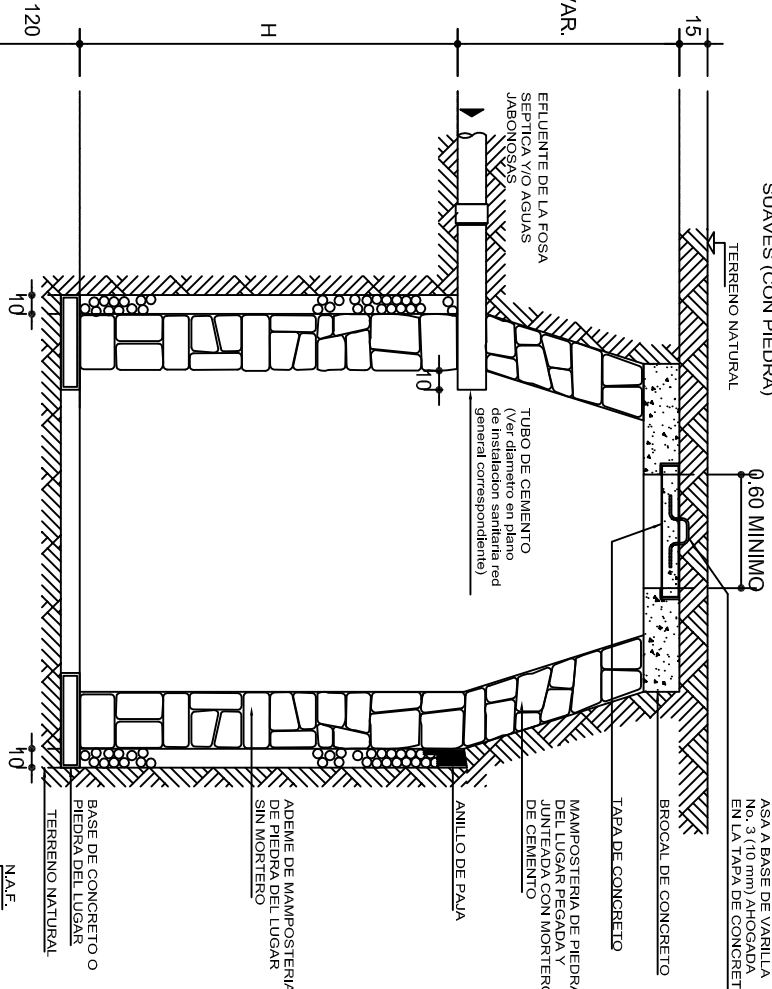 SUAVES (CON PIEDRA)
TERRENO NATURAL
0.60 MINIMO
15
VAR.
H
120
EFLUENTE DE LA FOSA
SEPTICA Y/O AGUAS
JABONOSAS
TUBO DE CEMENTO
(Ver diametro en plano
de instalacion sanitaria red
general correspondiente)
10
10
10
ASA A BASE DE VARILLA
No. 3 (10 mm) AHOGADA
EN LA TAPA DE CONCRET
BROCAL DE CONCRETO
TAPA DE CONCRETO
MAMPOSTERIA DE PIEDRA
DEL LUGAR PEGADA Y
JUNTEADA CON MORTERO
DE CEMENTO
ANILLO DE PAJA
ADEME DE MAMPOSTERIA
DE PIEDRA DEL LUGAR
SIN MORTERO
BASE DE CONCRETO O
PIEDRA DEL LUGAR
TERRENO NATURAL
N.A.F.